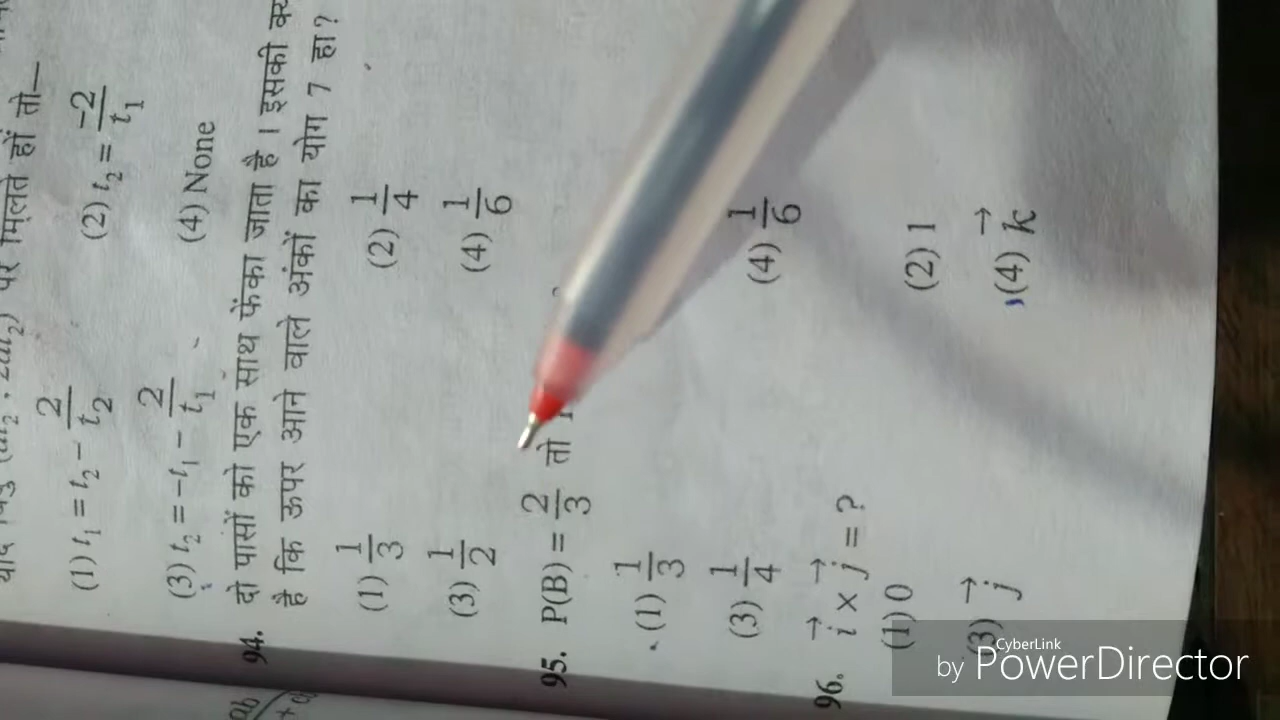 (1) t₁ = t₂ − 2/t₂ (2) t₂ = −2/t₁
(3) t₂ = −t₁ − 2/t₁ (4) None
94. दो पासों को एक साथ फेंका जाता है । इसकी
है कि ऊपर आने वाले अंकों का योग 7 हो ?
(1) 1/3 (2) 1/4
(3) 1/2 (4) 1/6
95. P(B) = 2/3 तो
(1) 1/3
(3) 1/4 (4) 1/6
96. i⃗ × j⃗ = ?
(1) 0 (2) 1
(3) j⃗ (4) k⃗
CyberLink
by PowerDirector